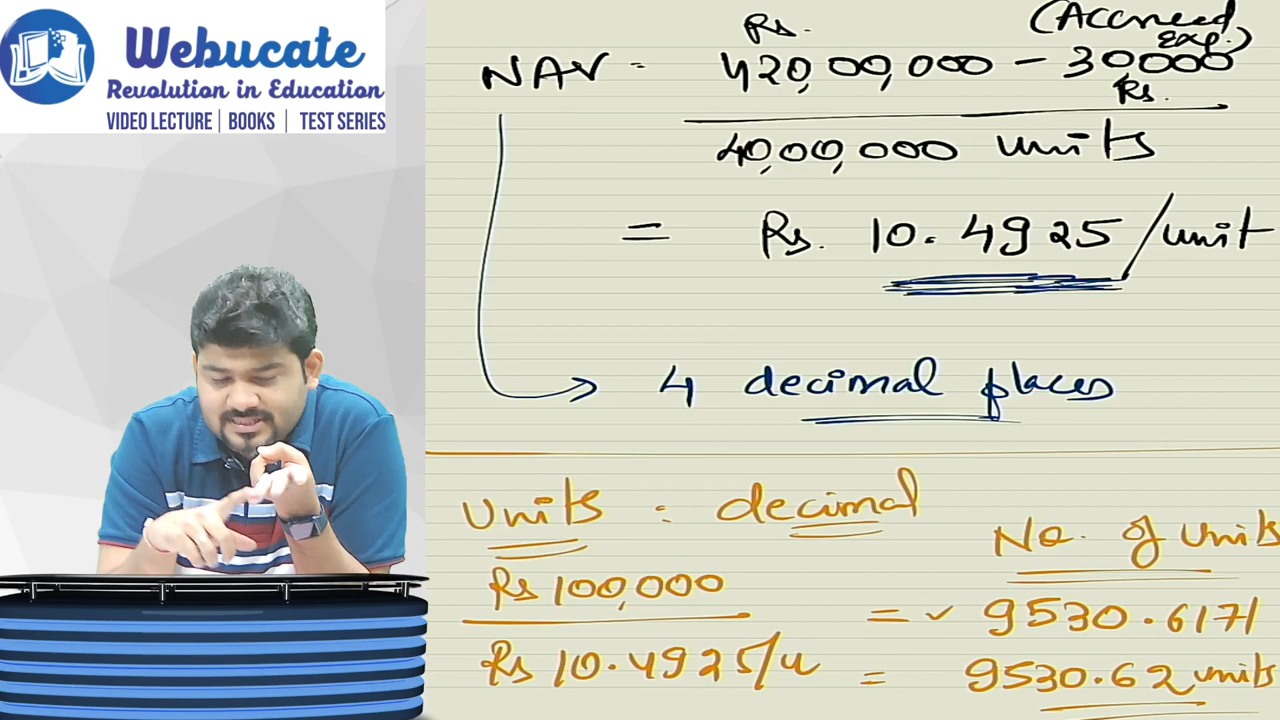 Webucate
Revolution in Education
VIDEO LECTURE | BOOKS | TEST SERIES
Rs. (Accrued Exp.)
NAV = 420,00,000 - 30000
Rs.
40,00,000 units
= Rs. 10.4925/unit
4 decimal places
Units : decimal
No. of units
Rs 100,000
= 9530.6171
Rs 10.4925/u
= 9530.62 units